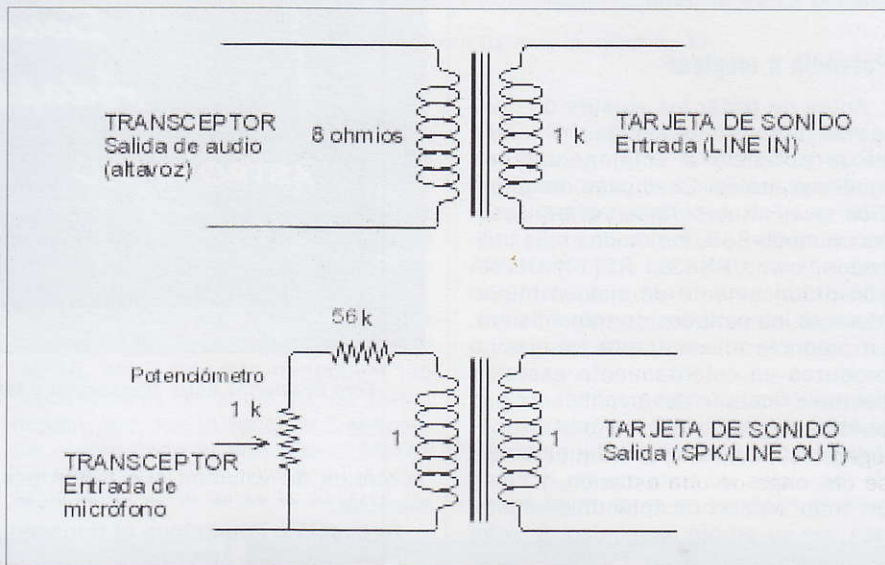 TRANSCEPTOR
Salida de audio
(altavoz)
8 ohmios
1 k
TARJETA DE SONIDO
Entrada (LINE IN)
56 k
Potenciómetro
1 k
TRANSCEPTOR
Entrada de
micrófono
1
1
TARJETA DE SONIDO
Salida (SPK/LINE OUT)